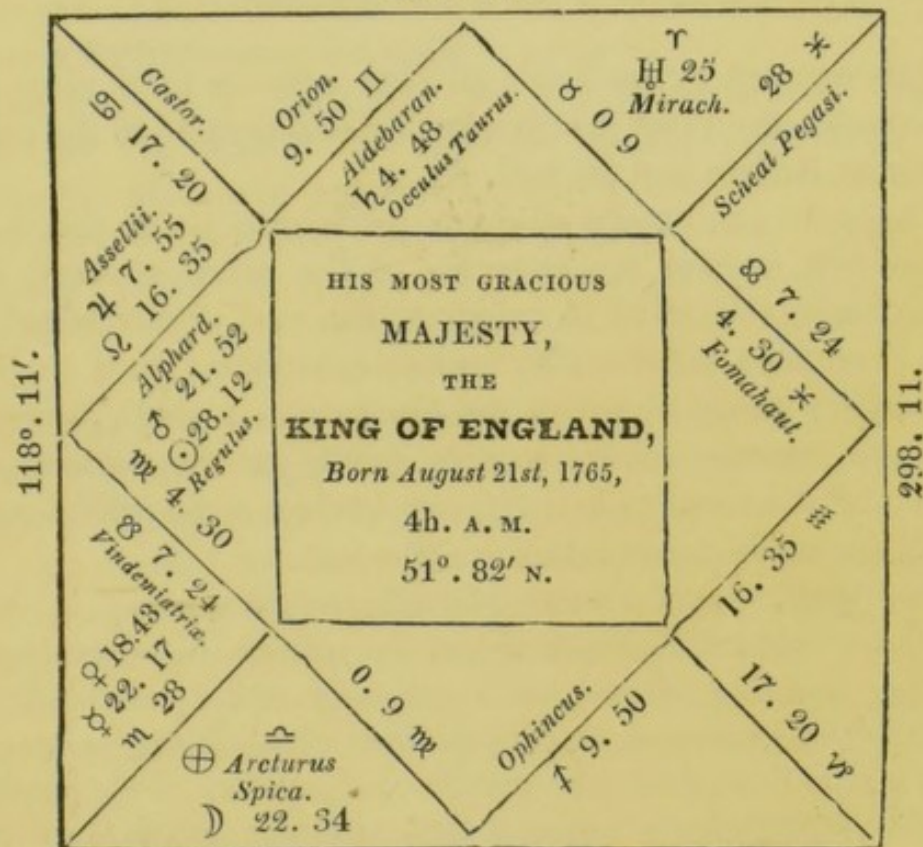 Castor.
♋ 17. 20
Orion.
9. 50 ♊
Aldebaran.
♄ 4. 48
Occulus Taurus.
♉ 0 9
♈
♅ 25
Mirach.
28 ♓
Scheat Pegasi.
Assellii.
♃ 7. 55
♌ 16. 35
☊ 7. 24
4. 30 ♓
Fomahaut.
118°. 11′.
298. 11.
HIS MOST GRACIOUS
MAJESTY,
THE
KING OF ENGLAND,
Born August 21st, 1765,
4h. A. M.
51°. 82′ N.
Alphard.
♂ 21. 52
☉ 28. 12
Regulus.
♍ 4. 30
☋ 7. 24
Vindemiatrix.
♀ 18.43
☿ 22. 17
♏ 28
♎
⊕ Arcturus
Spica.
☽ 22. 34
0. 9 ♏
Ophincus.
♐ 9. 50
16. 35 ♒
17. 20 ♑